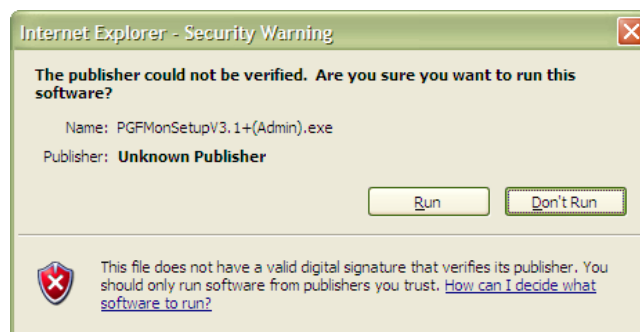 Internet Explorer - Security Warning
The publisher could not be verified. Are you sure you want to run this
software?
Name: PGFMonSetupV3.1+(Admin).exe
Publisher: Unknown Publisher
Run
Don't Run
This file does not have a valid digital signature that verifies its publisher. You
should only run software from publishers you trust. How can I decide what
software to run?